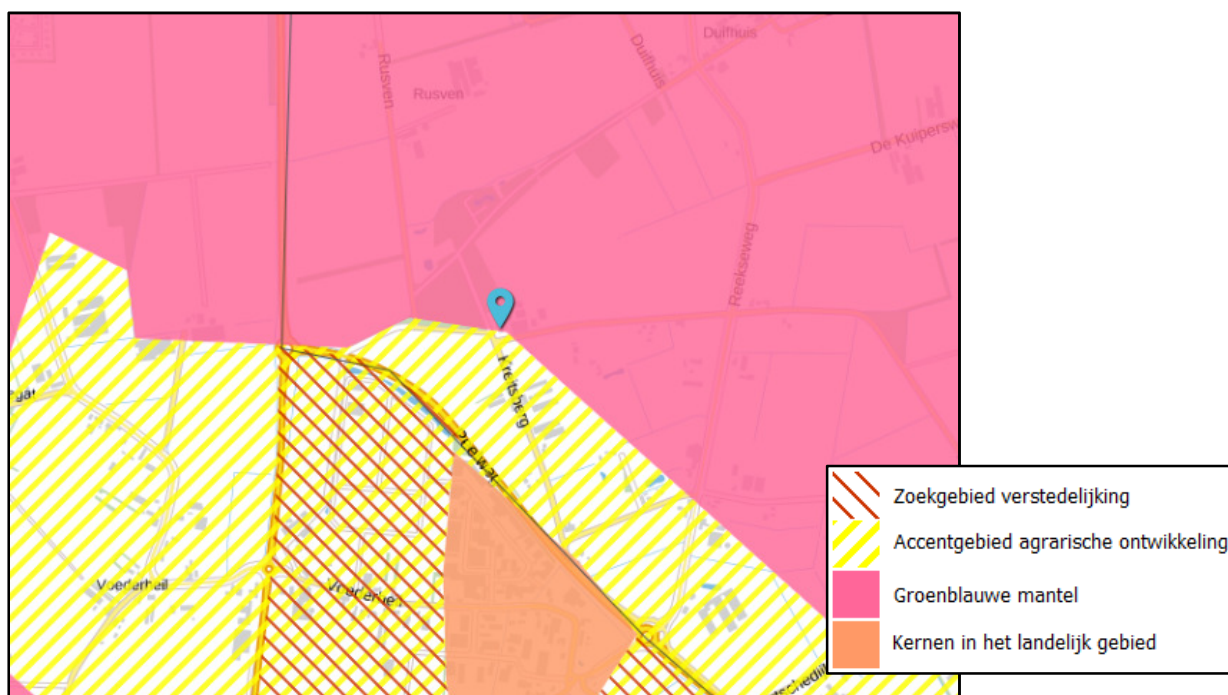 Duifhuis
Duifhuis
Rusven
Rusven
De Kuipersw
Reekseweg
Voederheil
Zoekgebied verstedelijking
Accentgebied agrarische ontwikkeling
Groenblauwe mantel
Kernen in het landelijk gebied